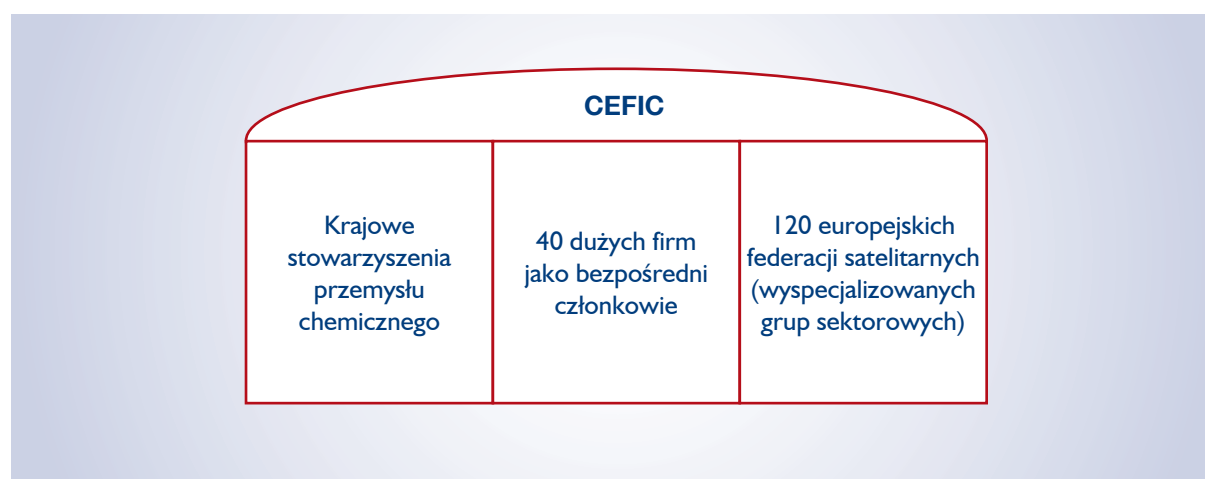 CEFIC
Krajowe
stowarzyszenia
przemysłu
chemicznego
40 dużych firm
jako bezpośredni
członkowie
120 europejskich
federacji satelitarnych
(wyspecjalizowanych
grup sektorowych)